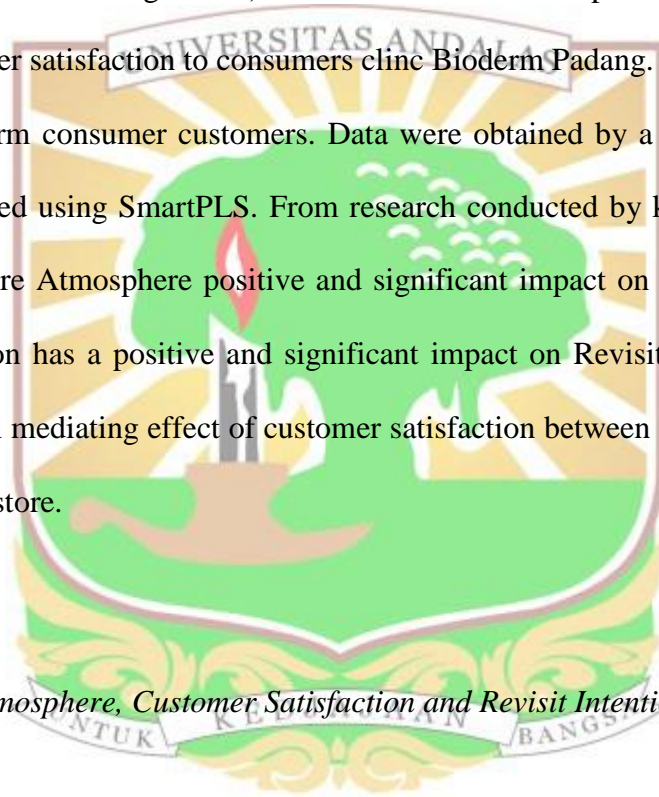 UNIVERSITAS ANDALAS
er satisfaction to consumers clinc Bioderm Padang.
rm consumer customers. Data were obtained by a
ed using SmartPLS. From research conducted by k
re Atmosphere positive and significant impact on
on has a positive and significant impact on Revisit
mediating effect of customer satisfaction between
store.
mosphere, Customer Satisfaction and Revisit Intenti
UNTUK KEDJAJAAN BANGSA